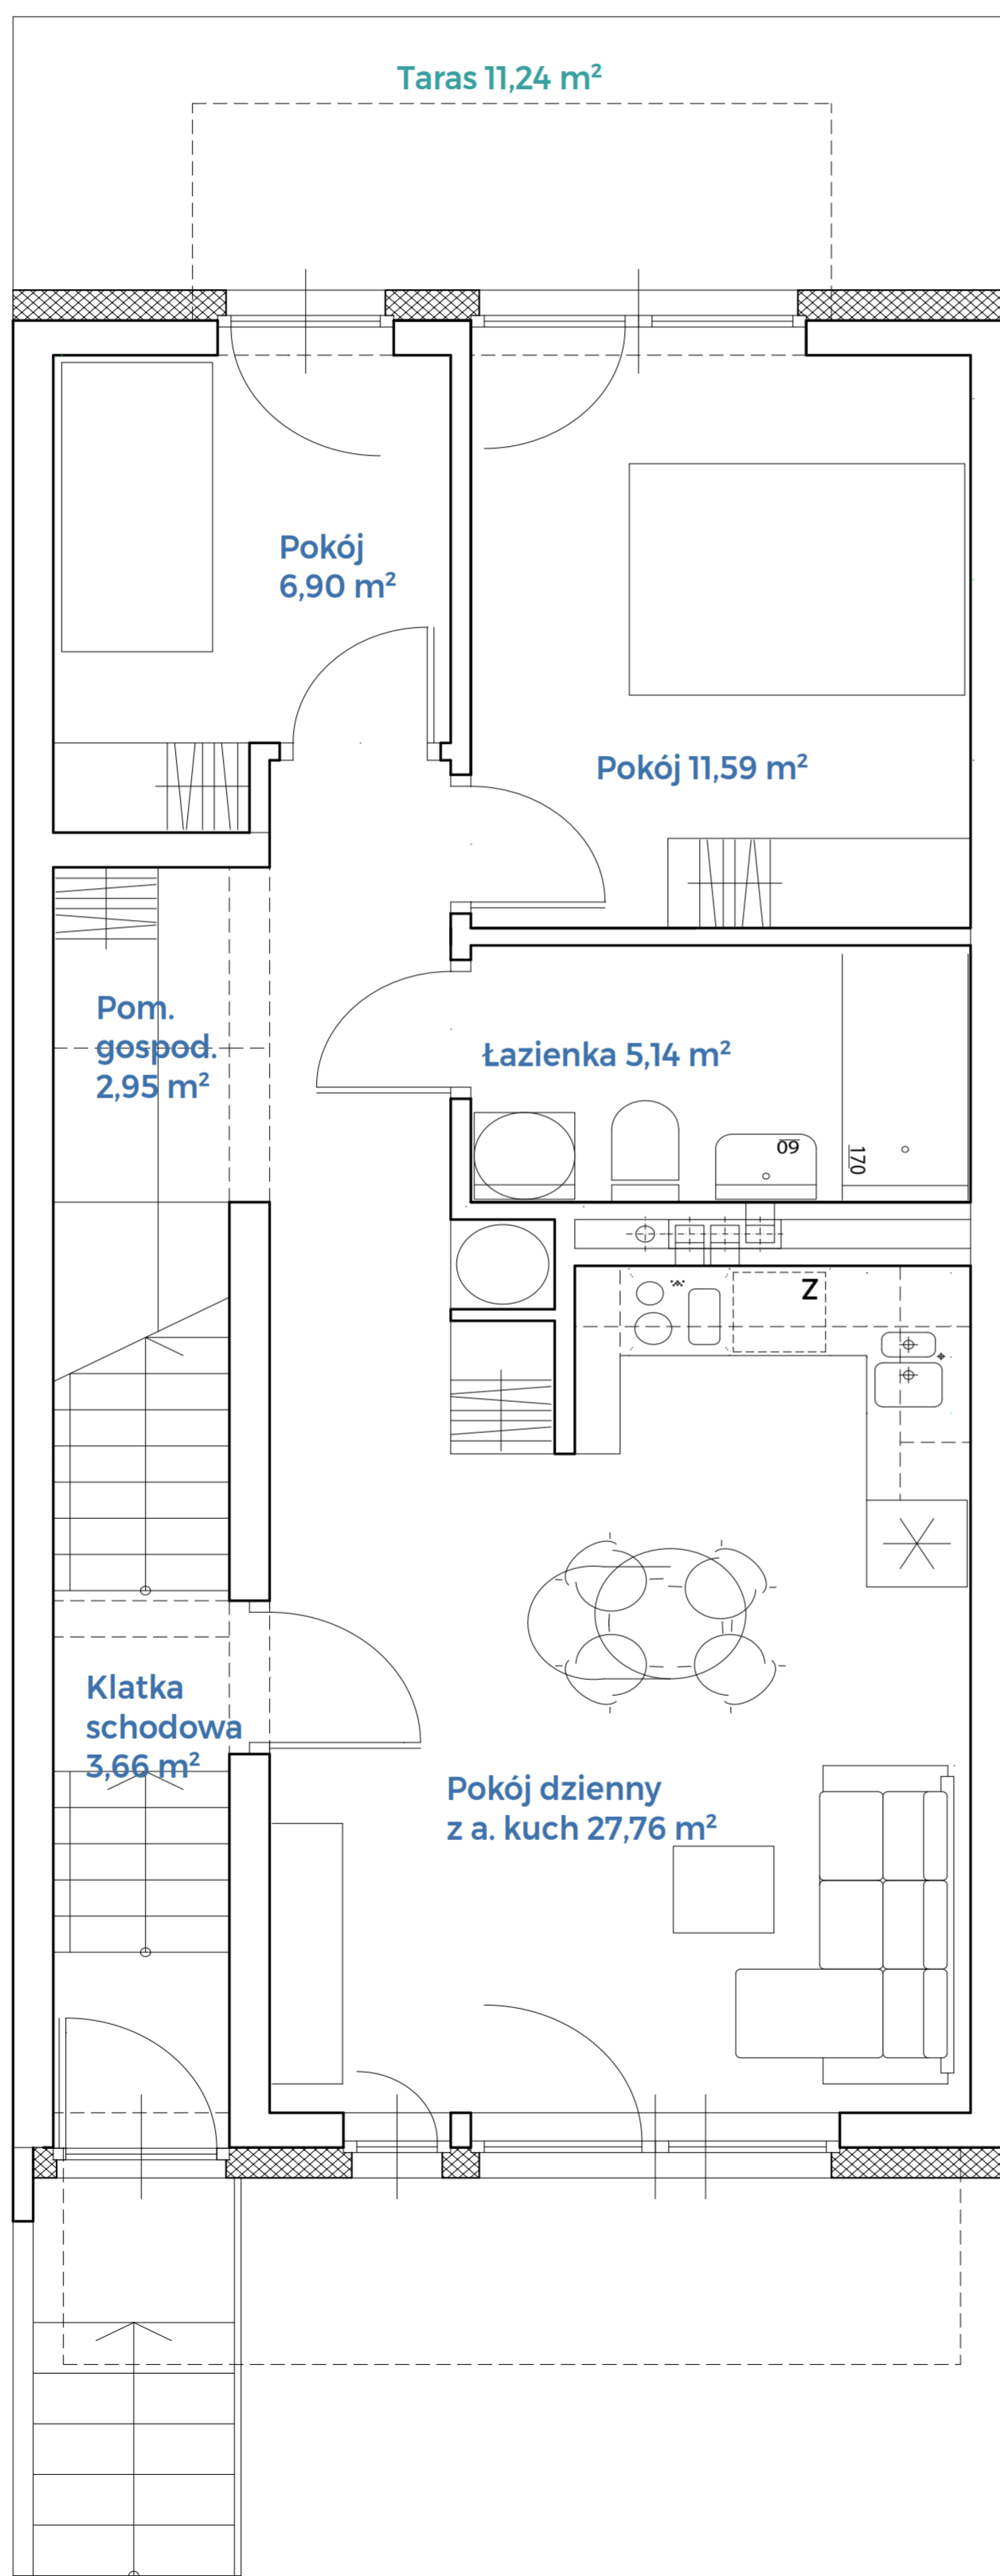 Taras 11,24 m²
Pokój
6,90 m²
Pokój 11,59 m²
Pom.
gospod.
2,95 m²
Łazienka 5,14 m²
60
170
Z
Klatka
schodowa
3,66 m²
Pokój dzienny
z a. kuch 27,76 m²